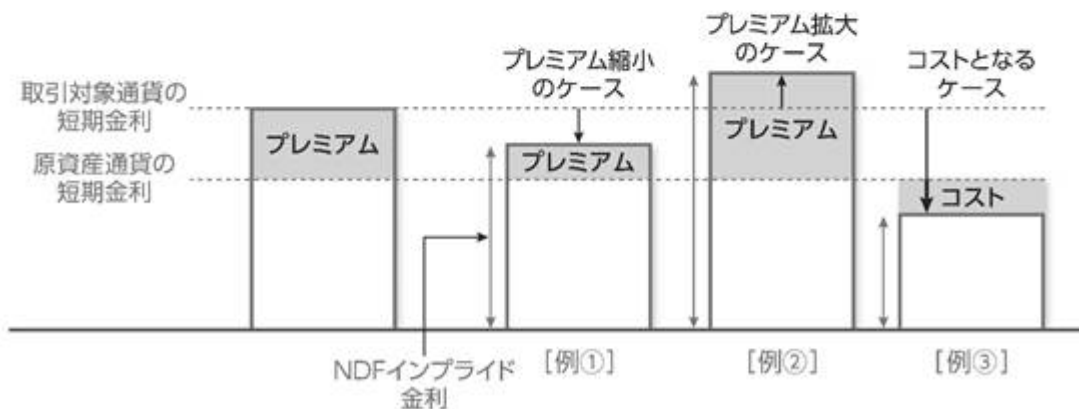 取引対象通貨の
短期金利
原資産通貨の
短期金利
プレミアム
プレミアム縮小
のケース
プレミアム
プレミアム拡大
のケース
プレミアム
コストとなる
ケース
コスト
NDFインプライド
金利
[例①]
[例②]
[例③]